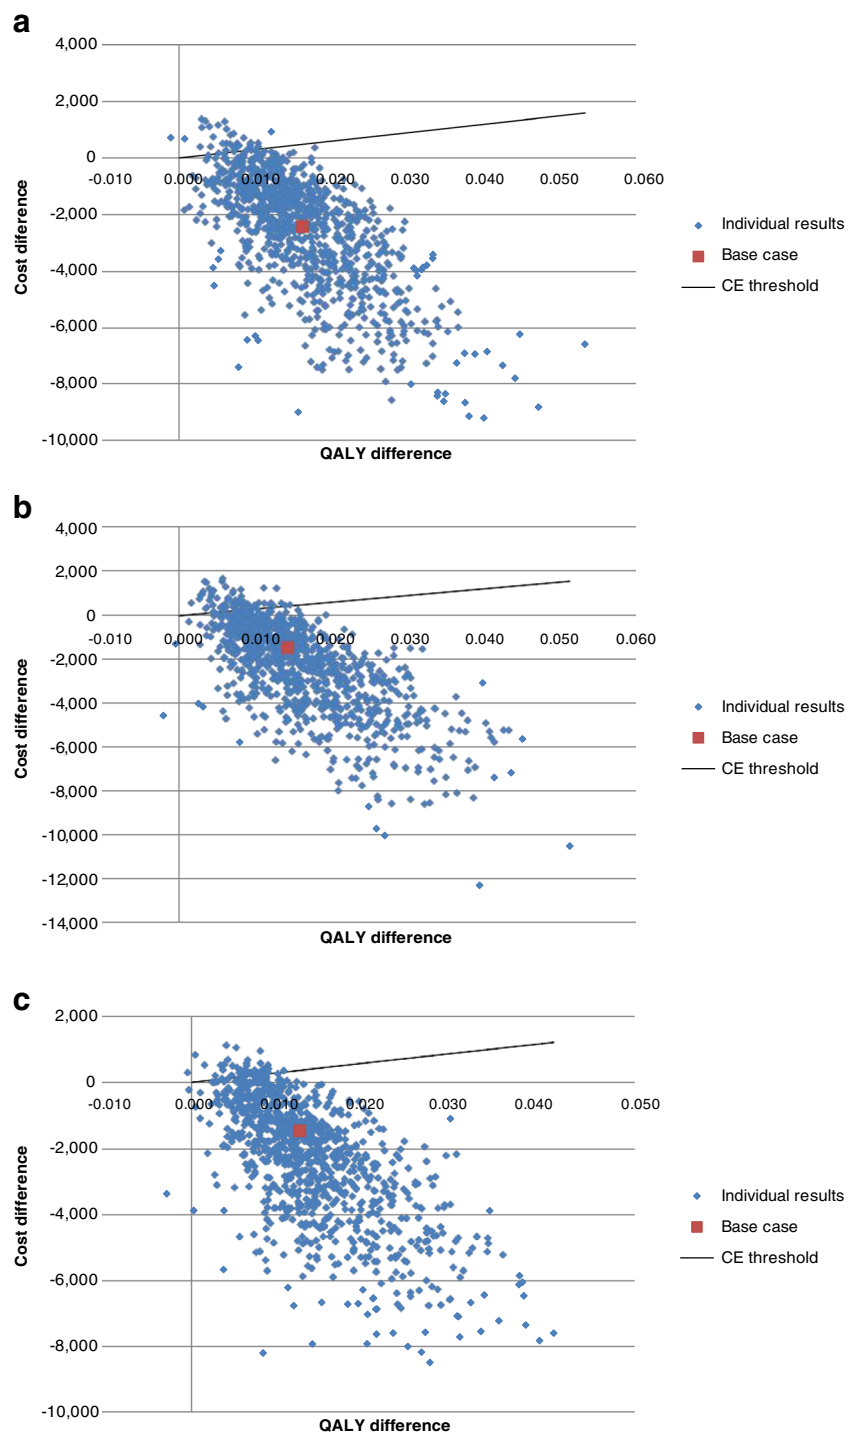 a
4,000
2,000
0
-0.010 0.000 0.010 0.020 0.030 0.040 0.050 0.060
-2,000
-4,000
-6,000
-8,000
-10,000
Cost difference
QALY difference
Individual results
Base case
CE threshold
b
4,000
2,000
0
-0.010 0.000 0.010 0.020 0.030 0.040 0.050 0.060
-2,000
-4,000
-6,000
-8,000
-10,000
-12,000
-14,000
Cost difference
QALY difference
Individual results
Base case
CE threshold
c
2,000
0
-0.010 0.000 0.010 0.020 0.030 0.040 0.050
-2,000
-4,000
-6,000
-8,000
-10,000
Cost difference
QALY difference
Individual results
Base case
CE threshold